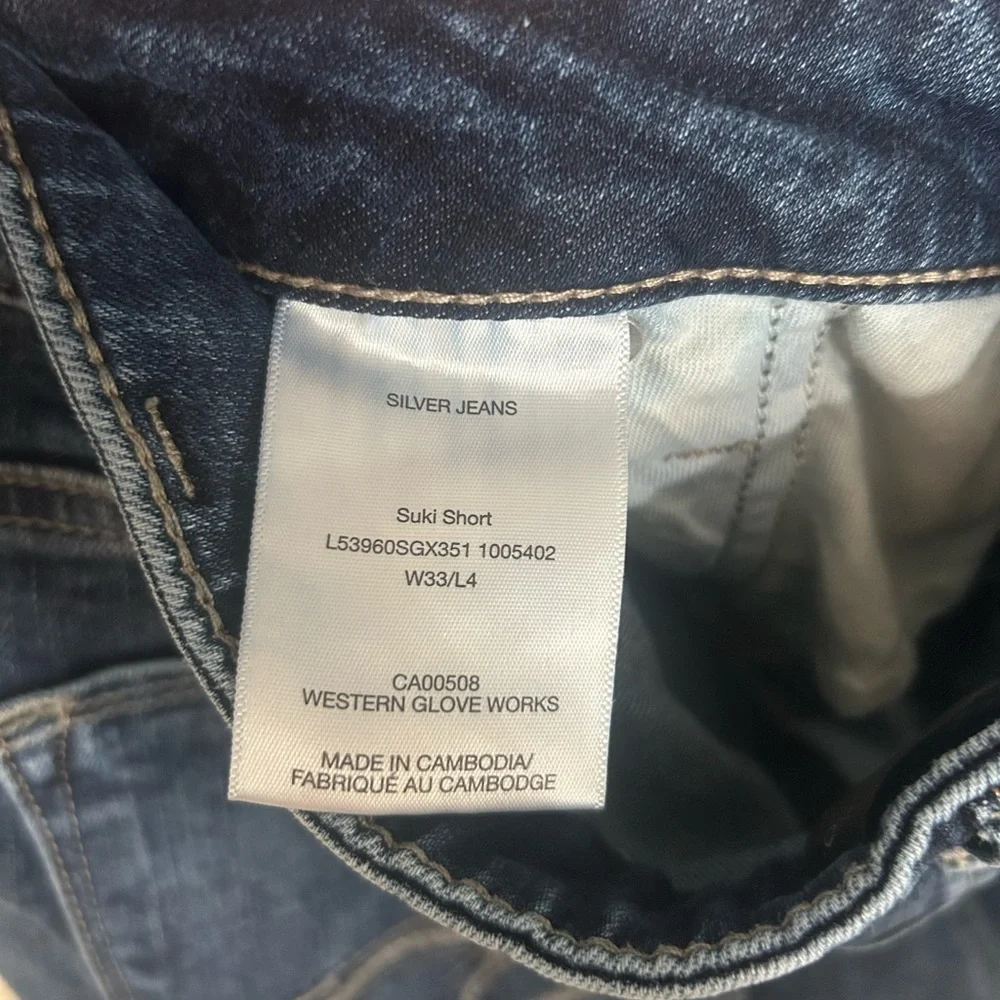 SILVER JEANS
Suki Short
L53960SGX351 1005402
W33/L4
CA00508
WESTERN GLOVE WORKS
MADE IN CAMBODIA/
FABRIQUÉ AU CAMBODGE